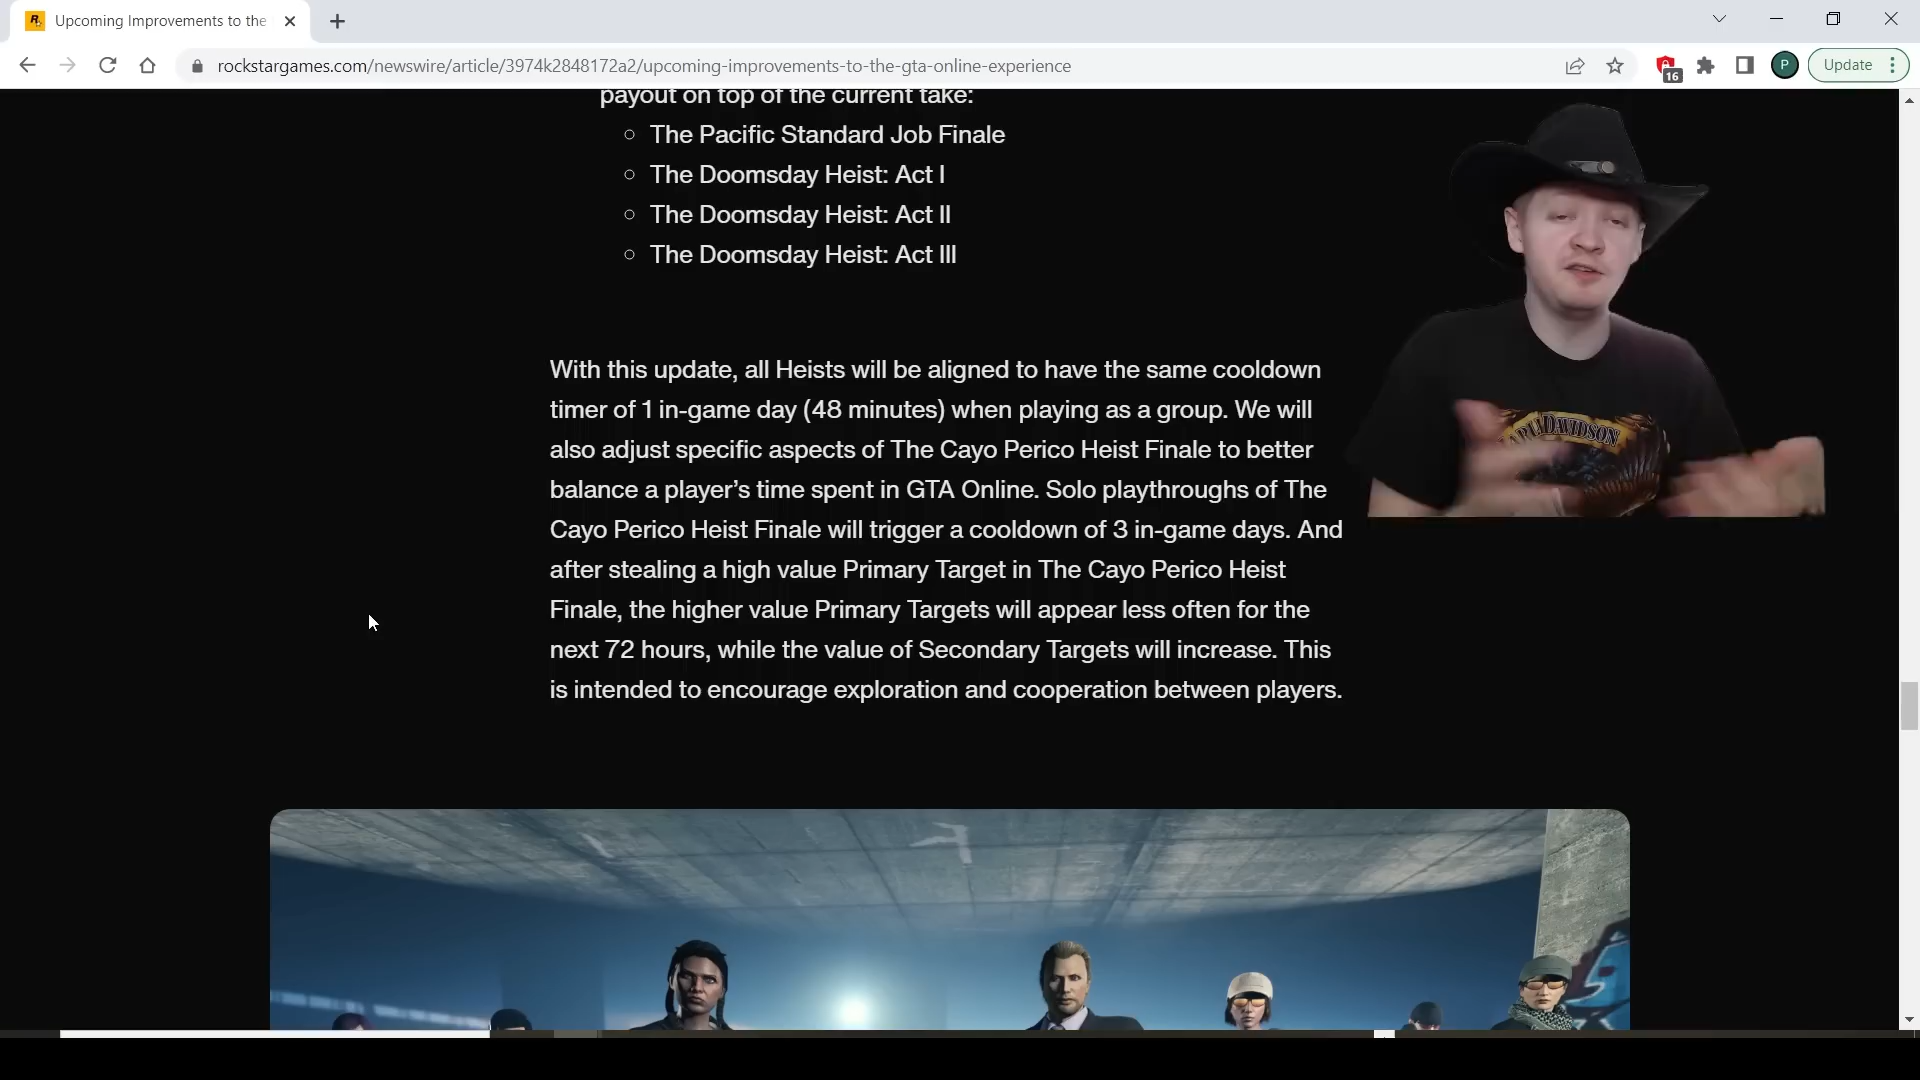 Upcoming Improvements to the
rockstargames.com/newswire/article/3974k2848172a2/upcoming-improvements-to-the-gta-online-experience
16
P
Update
payout on top of the current take:
The Pacific Standard Job Finale
The Doomsday Heist: Act I
The Doomsday Heist: Act II
The Doomsday Heist: Act III
With this update, all Heists will be aligned to have the same cooldown
timer of 1 in-game day (48 minutes) when playing as a group. We will
also adjust specific aspects of The Cayo Perico Heist Finale to better
balance a player’s time spent in GTA Online. Solo playthroughs of The
Cayo Perico Heist Finale will trigger a cooldown of 3 in-game days. And
after stealing a high value Primary Target in The Cayo Perico Heist
Finale, the higher value Primary Targets will appear less often for the
next 72 hours, while the value of Secondary Targets will increase. This
is intended to encourage exploration and cooperation between players.